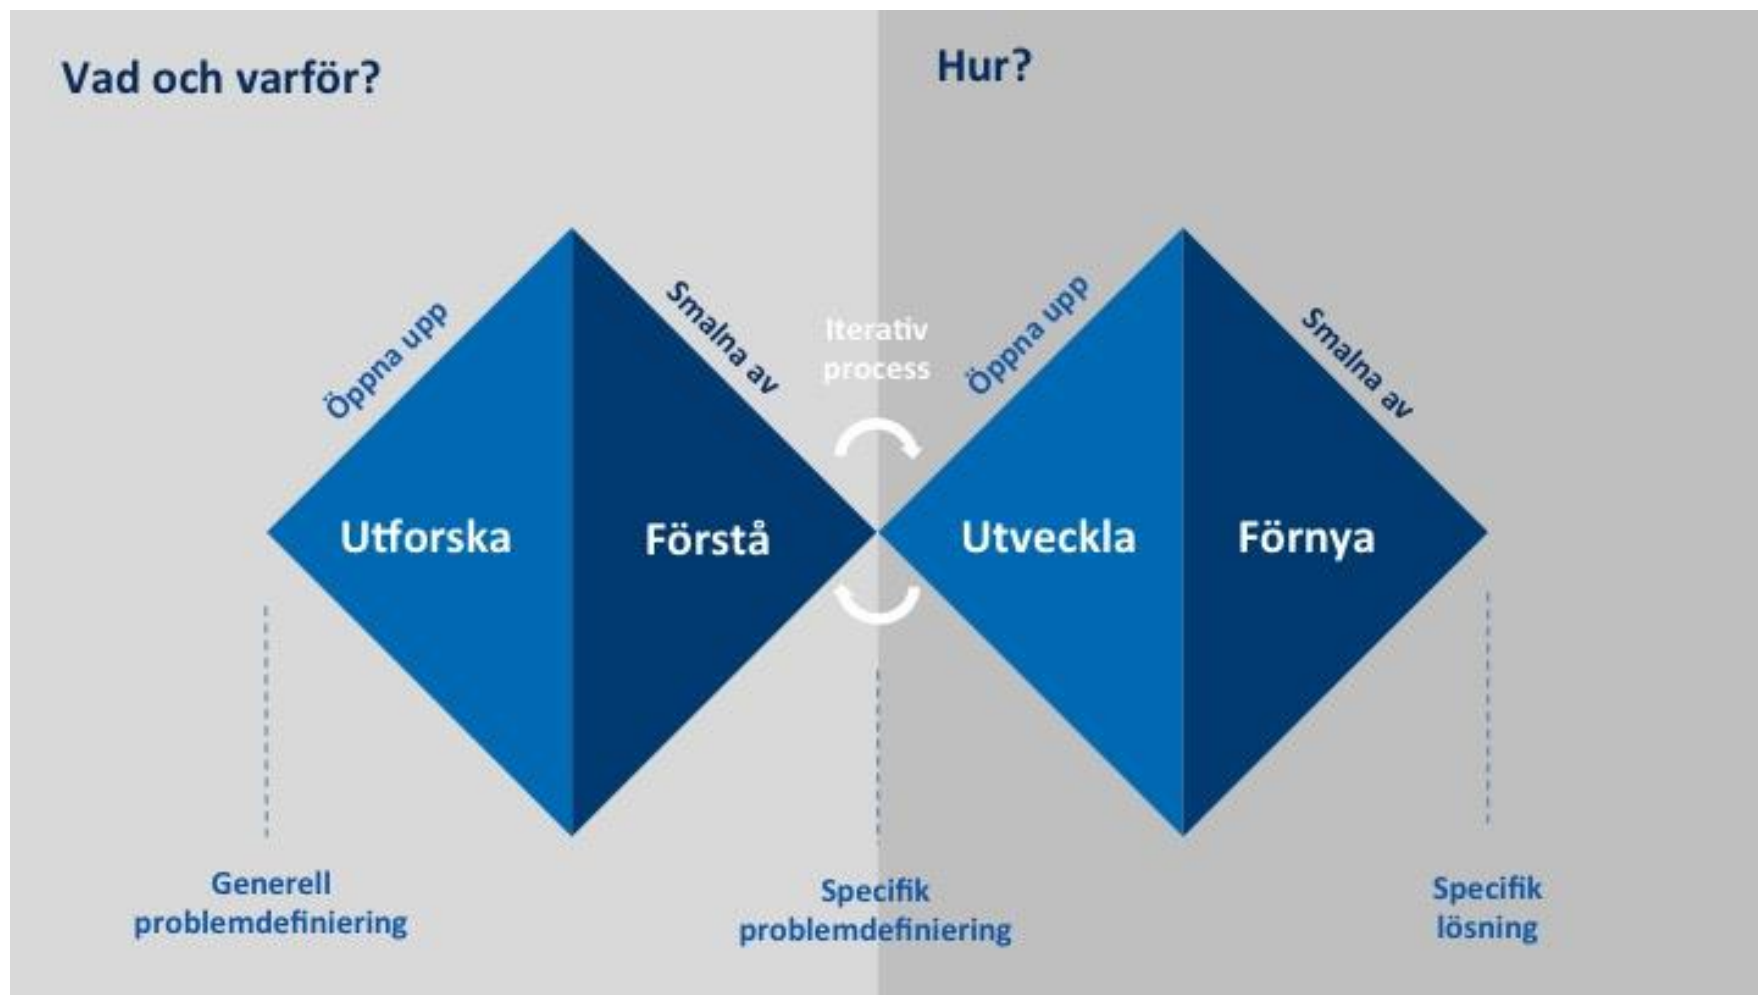 Vad och varför?
Hur?
Öppna upp
Smalna av
Iterativ
process
Öppna upp
Smalna av
Utforska
Förstå
Utveckla
Förnya
Generell
problemdefiniering
Specifik
problemdefiniering
Specifik
lösning